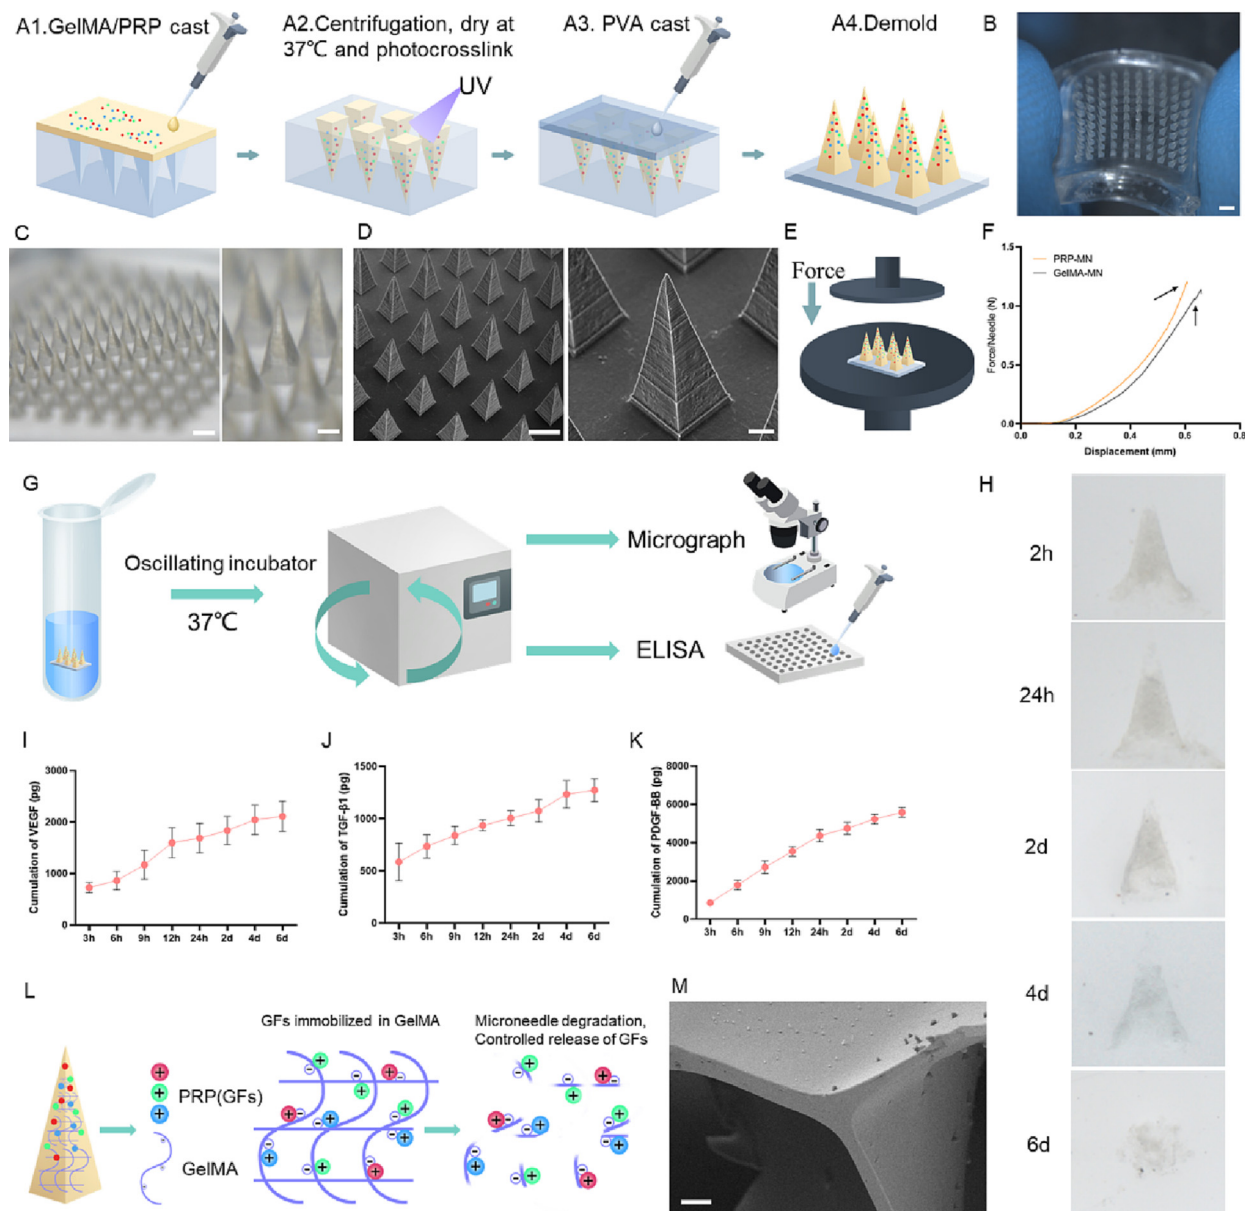 A1.GelMA/PRP cast
A2.Centrifugation, dry at
37℃ and photocrosslink
UV
A3. PVA cast
A4.Demold
B
C
D
E
Force
F
1.5
1.0
0.5
0.0
Force/Needle (N)
PRP-MN
GelMA-MN
0.0 0.2 0.4 0.6 0.8
Displacement (mm)
G
Oscillating incubator
37℃
Micrograph
ELISA
H
2h
24h
2d
4d
6d
I
Cumulation of VEGF (pg)
3000
2000
1000
0
3h 6h 9h 12h 24h 2d 4d 6d
J
Cumulation of TGF-β1 (pg)
1500
1000
500
0
3h 6h 9h 12h 24h 2d 4d 6d
K
Cumulation of PDGF-BB (pg)
8000
6000
4000
2000
0
3h 6h 9h 12h 24h 2d 4d 6d
L
PRP(GFs)
GelMA
GFs immobilized in GelMA
Microneedle degradation,
Controlled release of GFs
M